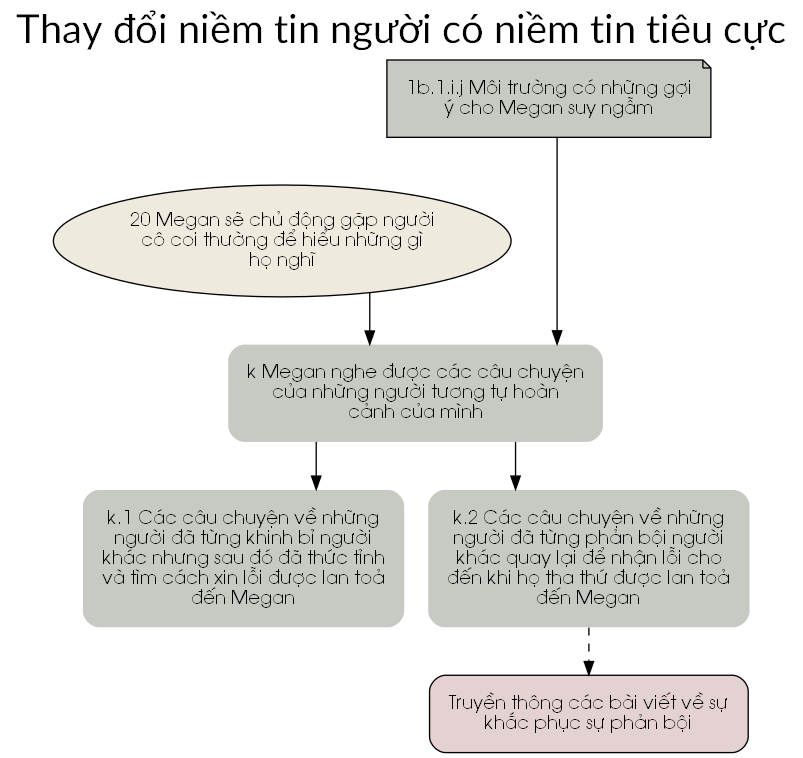 Thay đổi niềm tin người có niềm tin tiêu cực
1b.1.i.j Môi trường có những gợi
ý cho Megan suy ngẫm
20 Megan sẽ chủ động gặp người
cô coi thường để hiểu những gì
họ nghĩ
k Megan nghe được các câu chuyện
của những người tương tự hoàn
cảnh của mình
k.1 Các câu chuyện về những
người đã từng khinh bỉ người
khác nhưng sau đó đã thức tỉnh
và tìm cách xin lỗi được lan toả
đến Megan
k.2 Các câu chuyện về những
người đã từng phản bội người
khác quay lại để nhận lỗi cho
đến khi họ tha thứ được lan toả
đến Megan
Truyền thông các bài viết về sự
khắc phục sự phản bội